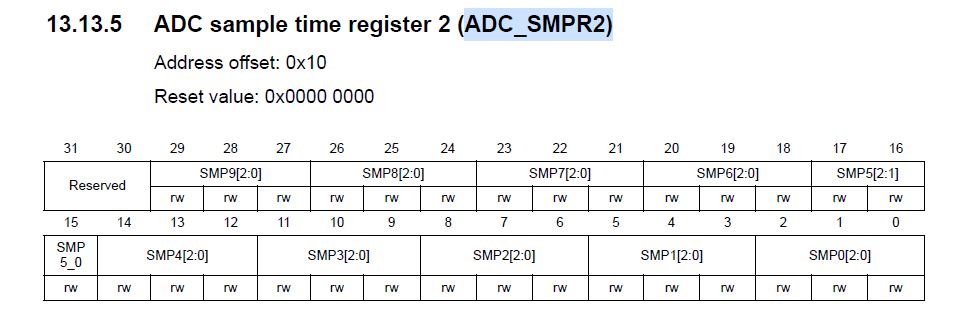 13.13.5 ADC sample time register 2 (ADC_SMPR2)
Address offset: 0x10
Reset value: 0x0000 0000
31 30 29 28 27 26 25 24 23 22 21 20 19 18 17 16
Reserved SMP9[2:0] SMP8[2:0] SMP7[2:0] SMP6[2:0] SMP5[2:1]
rw rw rw rw rw rw rw rw rw rw rw rw rw rw
15 14 13 12 11 10 9 8 7 6 5 4 3 2 1 0
SMP
5_0 SMP4[2:0] SMP3[2:0] SMP2[2:0] SMP1[2:0] SMP0[2:0]
rw rw rw rw rw rw rw rw rw rw rw rw rw rw rw rw